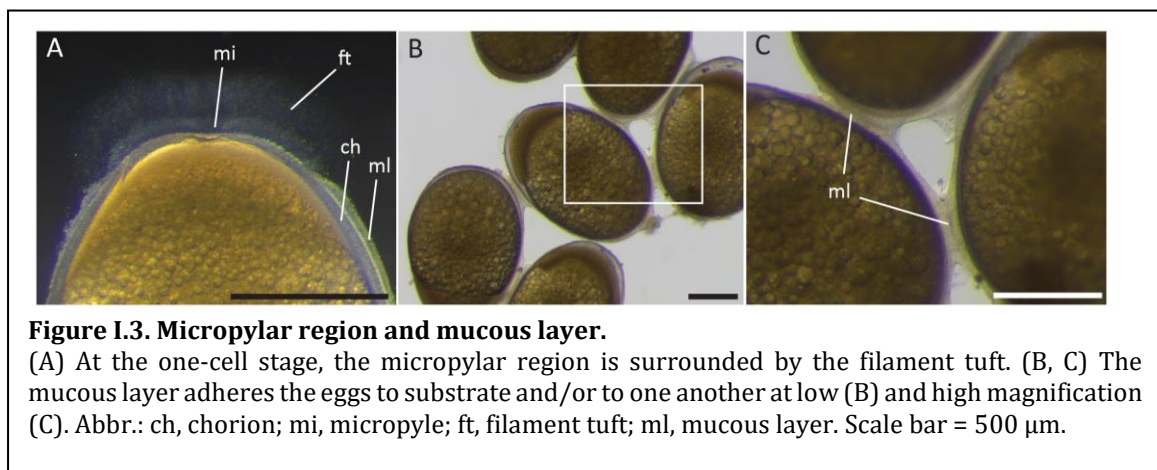 A
mi
ft
ch
ml
B
C
ml
Figure I.3. Micropylar region and mucous layer.
(A) At the one-cell stage, the micropylar region is surrounded by the filament tuft. (B, C) The
mucous layer adheres the eggs to substrate and/or to one another at low (B) and high magnification
(C). Abbr.: ch, chorion; mi, micropyle; ft, filament tuft; ml, mucous layer. Scale bar = 500 μm.